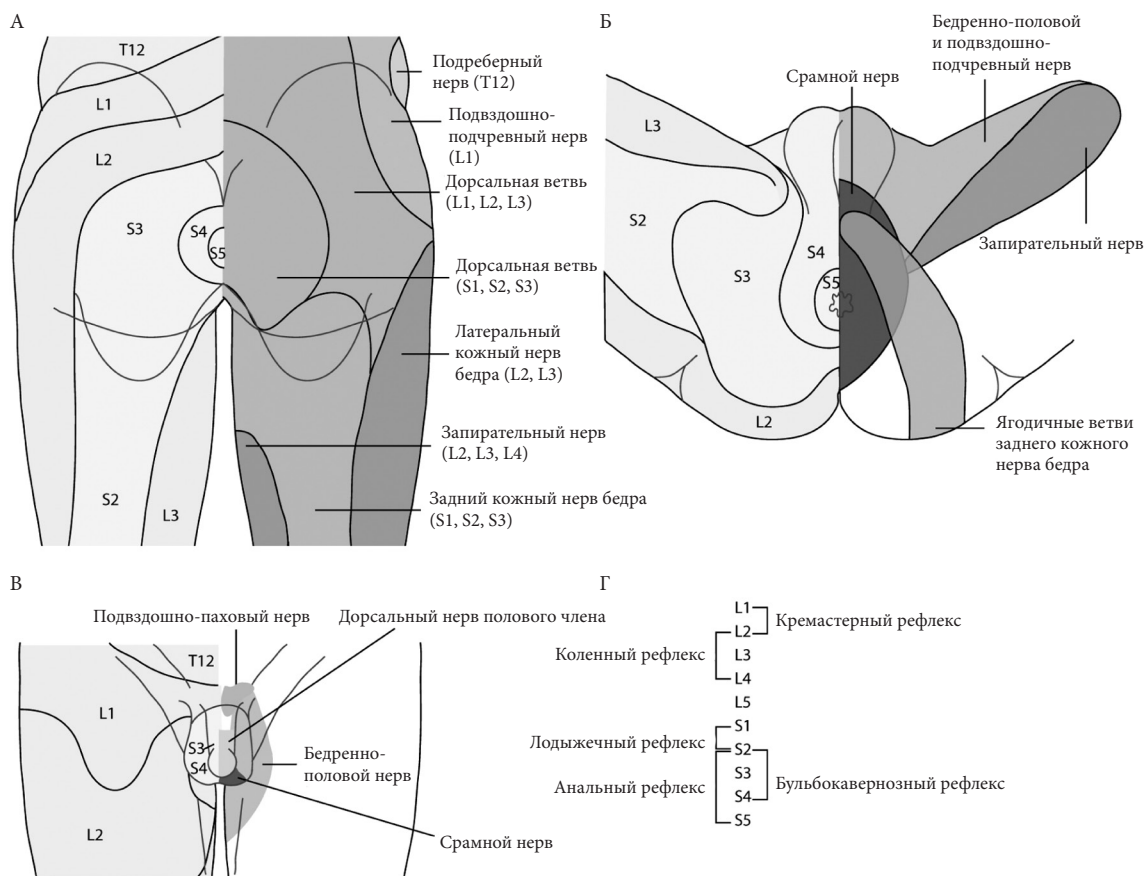 А
T12
L1
L2
S3
S4
S5
S2
L3
Подреберный
нерв (T12)
Подвздошно-
подчревный нерв
(L1)
Дорсальная ветвь
(L1, L2, L3)
Дорсальная ветвь
(S1, S2, S3)
Латеральный
кожный нерв
бедра (L2, L3)
Запирательный нерв
(L2, L3, L4)
Задний кожный нерв бедра
(S1, S2, S3)
Б
Бедренно-половой
и подвздошно-
подчревный нерв
Срамной нерв
L3
S2
S3
S4
S5
L2
Запирательный нерв
Ягодичные ветви
заднего кожного
нерва бедра
В
Подвздошно-паховый нерв
Дорсальный нерв полового члена
T12
L1
S3
S4
L2
Бедренно-
половой нерв
Срамной нерв
Г
L1
L2
L3
L4
L5
S1
S2
S3
S4
S5
Кремастерный рефлекс
Коленный рефлекс
Лодыжечный рефлекс
Анальный рефлекс
Бульбокавернозный рефлекс